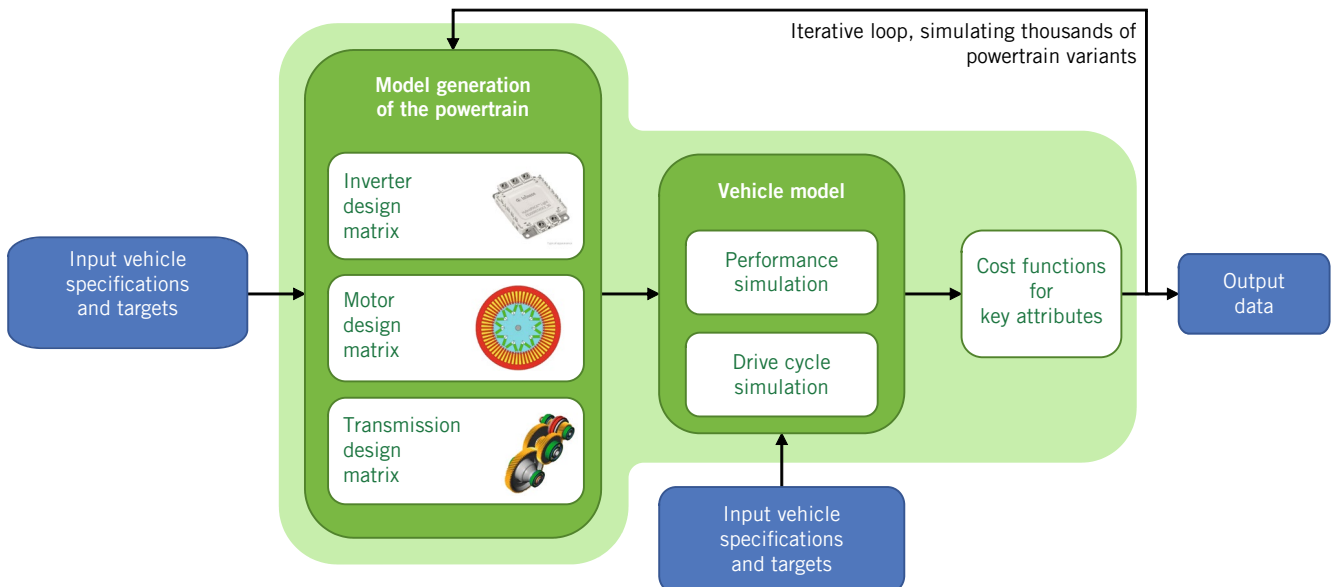 Iterative loop, simulating thousands of
powertrain variants
Model generation
of the powertrain
Inverter
design
matrix
Motor
design
matrix
Transmission
design
matrix
Input vehicle
specifications
and targets
Vehicle model
Performance
simulation
Drive cycle
simulation
Input vehicle
specifications
and targets
Cost functions
for
key attributes
Output
data